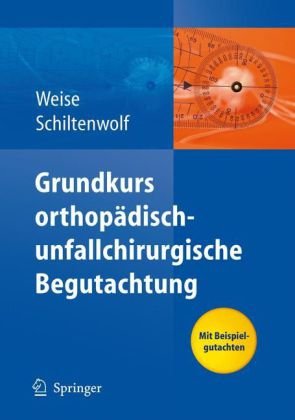 Weise
Schiltenwolf
Grundkurs
orthopädisch-
unfallchirurgische
Begutachtung
Mit Beispiel-
gutachten
Springer